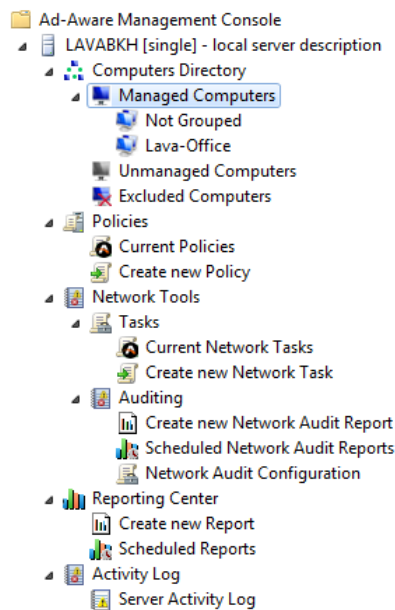 Ad-Aware Management Console
LAVABKH [single] - local server description
Computers Directory
Managed Computers
Not Grouped
Lava-Office
Unmanaged Computers
Excluded Computers
Policies
Current Policies
Create new Policy
Network Tools
Tasks
Current Network Tasks
Create new Network Task
Auditing
Create new Network Audit Report
Scheduled Network Audit Reports
Network Audit Configuration
Reporting Center
Create new Report
Scheduled Reports
Activity Log
Server Activity Log